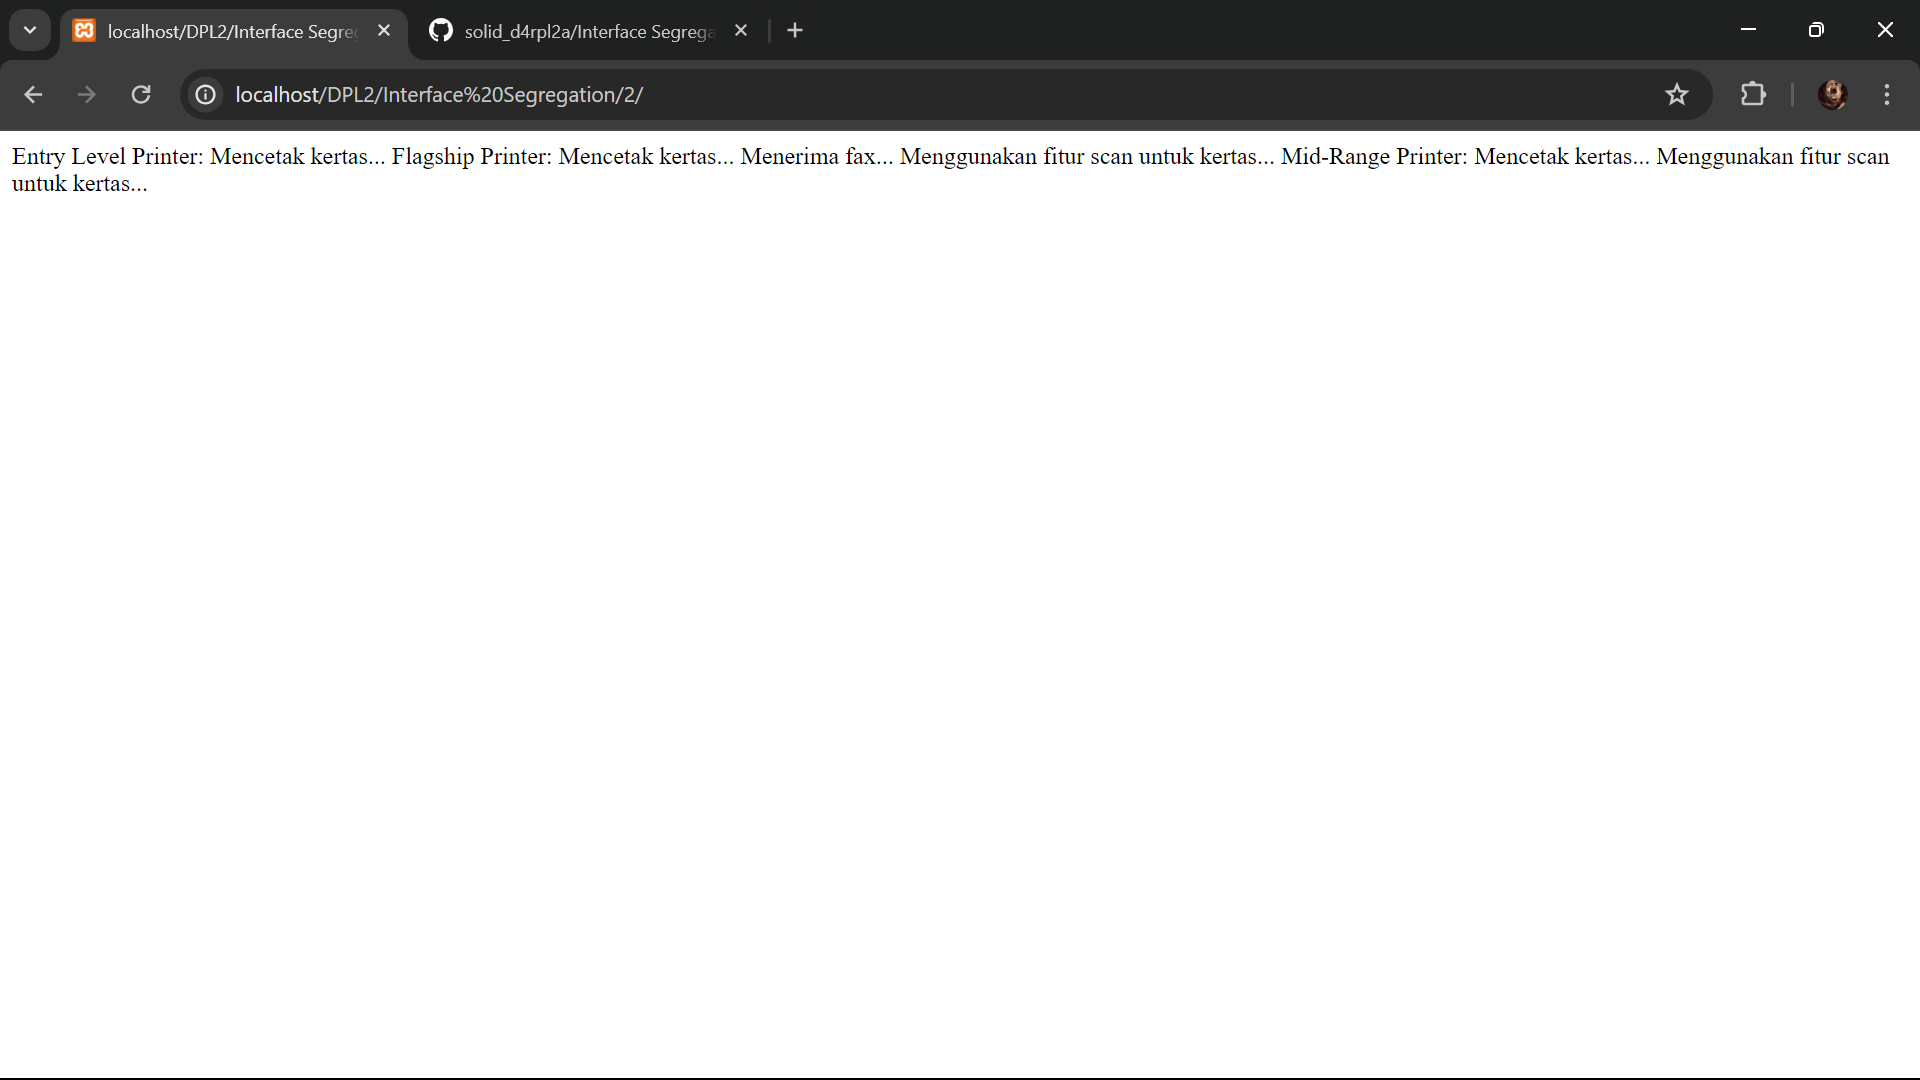 localhost/DPL2/Interface Segre
solid_d4rpl2a/Interface Segrega
localhost/DPL2/Interface%20Segregation/2/
Entry Level Printer: Mencetak kertas... Flagship Printer: Mencetak kertas... Menerima fax... Menggunakan fitur scan untuk kertas... Mid-Range Printer: Mencetak kertas... Menggunakan fitur scan
untuk kertas...